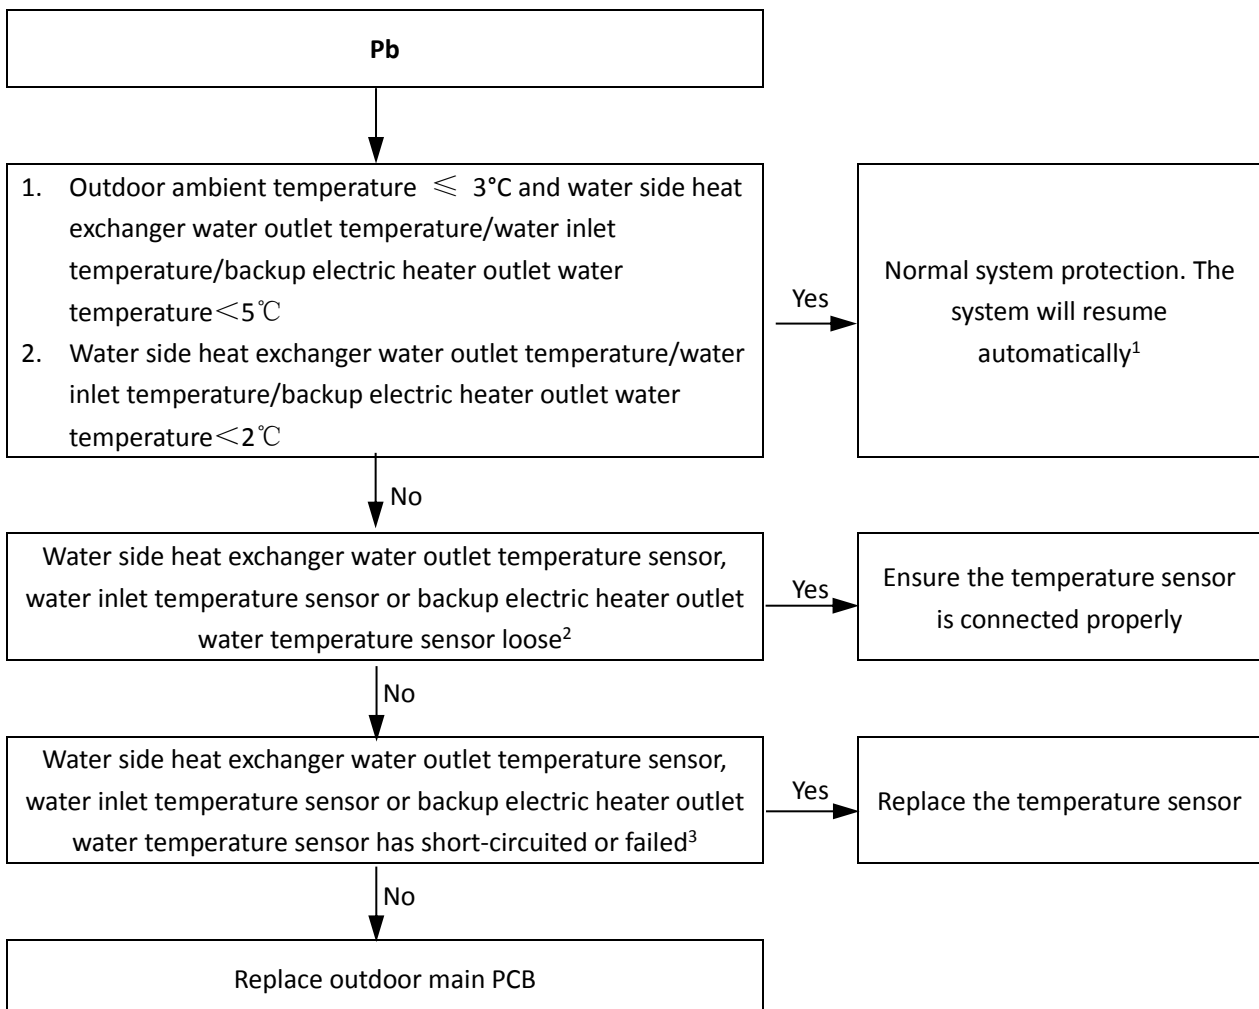 Pb
1. Outdoor ambient temperature ≤ 3°C and water side heat
exchanger water outlet temperature/water inlet
temperature/backup electric heater outlet water
temperature＜5℃
2. Water side heat exchanger water outlet temperature/water
inlet temperature/backup electric heater outlet water
temperature＜2℃
Yes
Normal system protection. The
system will resume
automatically¹
No
Water side heat exchanger water outlet temperature sensor,
water inlet temperature sensor or backup electric heater outlet
water temperature sensor loose²
Yes
Ensure the temperature sensor
is connected properly
No
Water side heat exchanger water outlet temperature sensor,
water inlet temperature sensor or backup electric heater outlet
water temperature sensor has short-circuited or failed³
Yes
Replace the temperature sensor
No
Replace outdoor main PCB